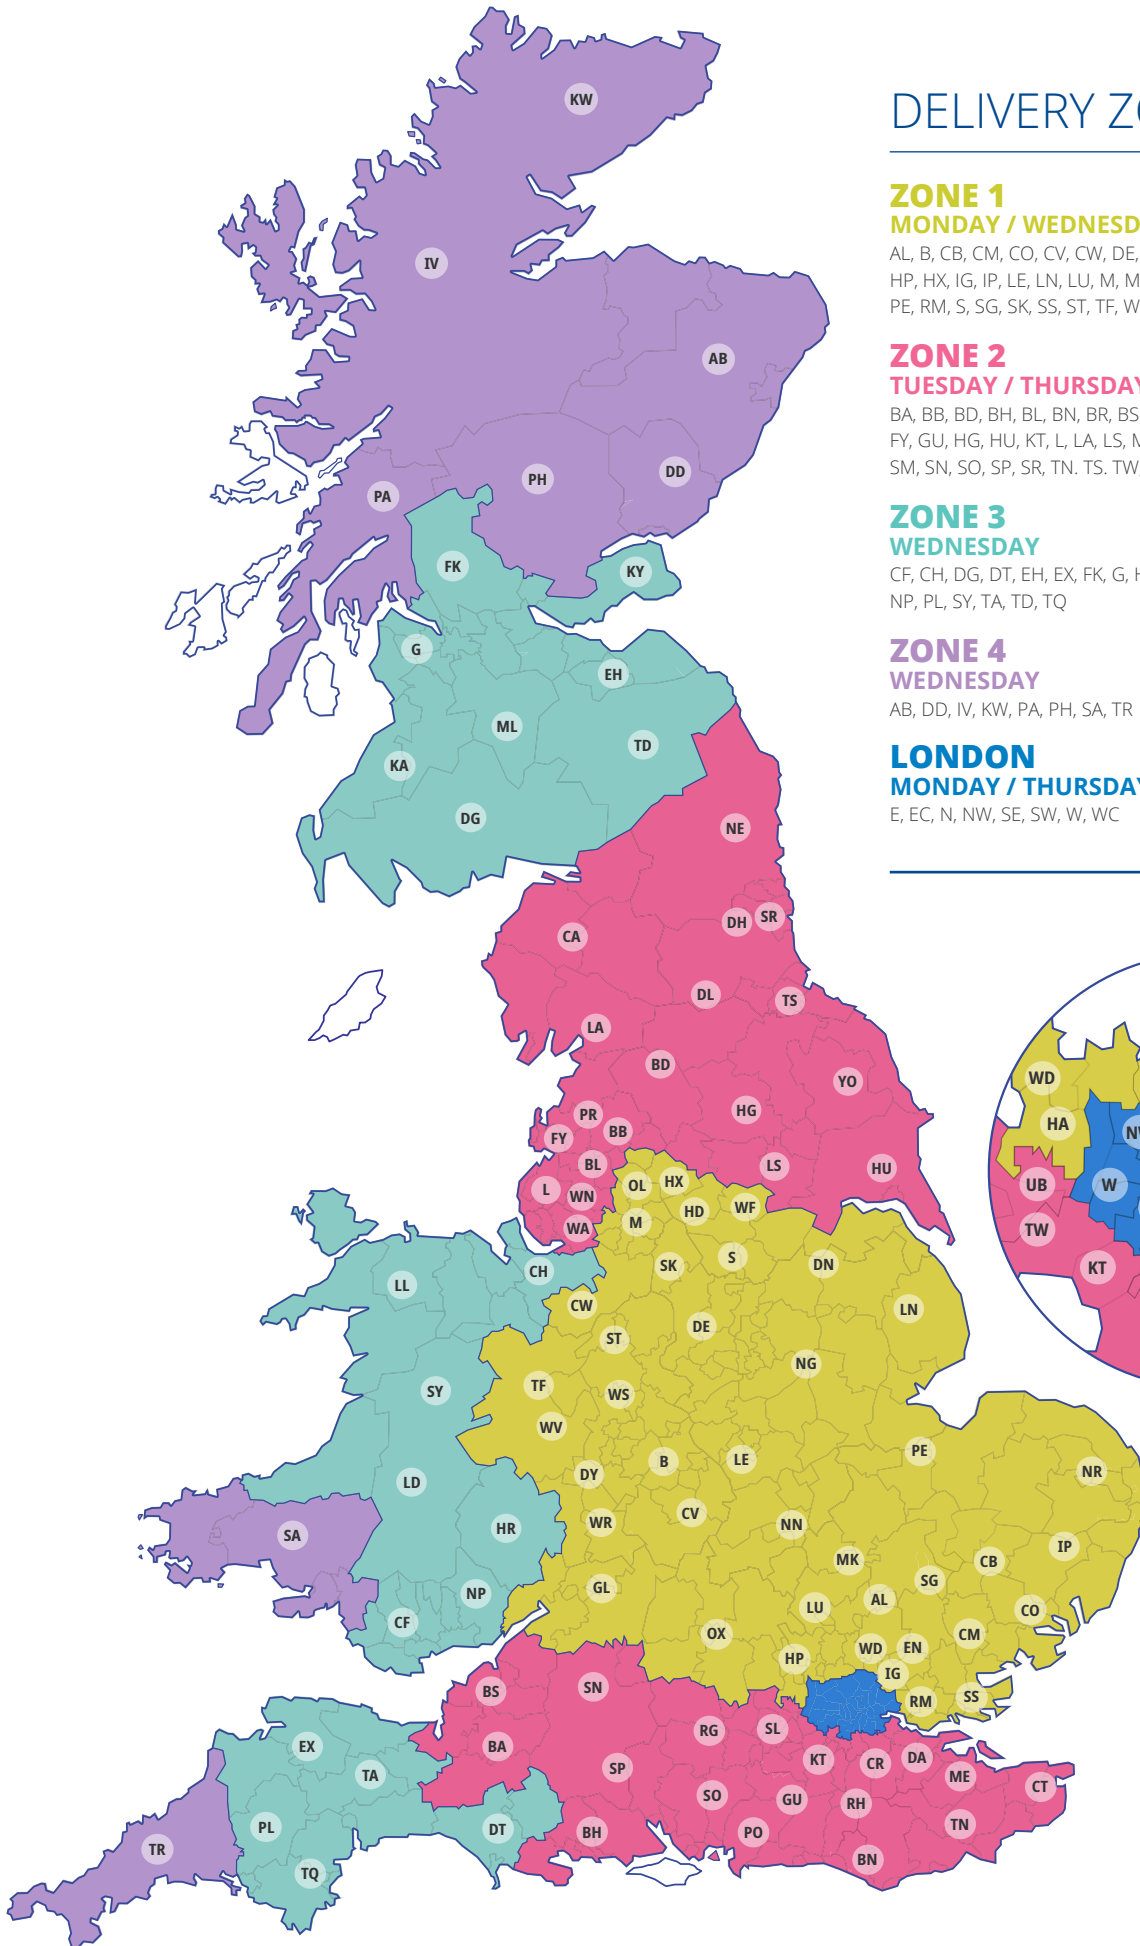 DELIVERY ZO
ZONE 1
MONDAY / WEDNESD
AL, B, CB, CM, CO, CV, CW, DE,
HP, HX, IG, IP, LE, LN, LU, M, M
PE, RM, S, SG, SK, SS, ST, TF, W
ZONE 2
TUESDAY / THURSDAY
BA, BB, BD, BH, BL, BN, BR, BS
FY, GU, HG, HU, KT, L, LA, LS, M
SM, SN, SO, SP, SR, TN. TS. TW,
ZONE 3
WEDNESDAY
CF, CH, DG, DT, EH, EX, FK, G, H
NP, PL, SY, TA, TD, TQ
ZONE 4
WEDNESDAY
AB, DD, IV, KW, PA, PH, SA, TR
LONDON
MONDAY / THURSDAY
E, EC, N, NW, SE, SW, W, WC
KW
IV
AB
DD
PH
PA
FK
KY
G
EH
ML
TD
KA
DG
NE
DH
SR
CA
DL
TS
LA
BD
YO
HG
PR
BB
FY
BL
LS
HU
L
WN
WA
OL
HX
HD
WF
M
S
SK
DN
CH
LL
CW
LN
DE
ST
NG
TF
SY
WS
WV
PE
LE
B
DY
LD
NR
CV
WR
NN
HR
SA
IP
MK
CB
SG
GL
NP
AL
LU
CO
CF
OX
CM
WD
EN
HP
IG
RM
SS
SN
BS
SL
RG
BA
EX
KT
CR
DA
SP
TA
ME
CT
SO
GU
RH
TN
PL
DT
BH
PO
BN
TR
TQ
WD
HA
NW
UB
W
TW
KT